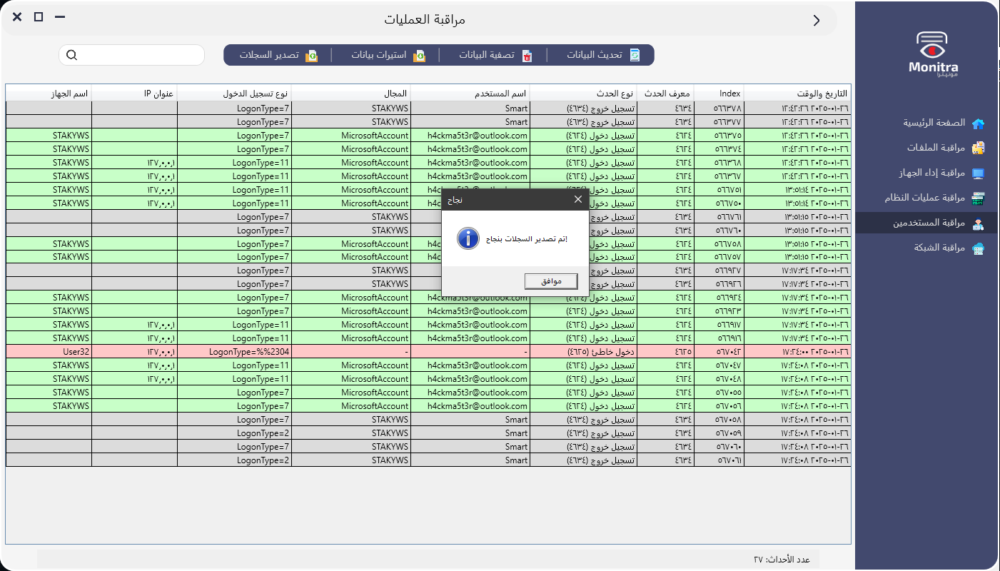 مراقبة العمليات
Monitra
مونيترا
الصفحة الرئيسية
مراقبة الملفات
مراقبة إداء الجهاز
مراقبة عمليات النظام
مراقبة المستخدمين
مراقبة الشبكة
تحديث البيانات | تصفية البيانات | استيرات بيانات | تصدير السجلات
التاريخ والوقت Index معرف الحدث نوع الحدث اسم المستخدم المجال نوع تسجيل الدخول عنوان IP اسم الجهاز
٢٠٢٥-٠١-٢٦ ١٢:٤٢:٢٦ ٥٦٦٣٧٨ ٤٦٣٤ تسجيل خروج (٤٦٣٤) Smart STAKYWS LogonType=7
٢٠٢٥-٠١-٢٦ ١٢:٤٢:٢٦ ٥٦٦٣٧٧ ٤٦٣٤ تسجيل خروج (٤٦٣٤) Smart STAKYWS LogonType=7
٢٠٢٥-٠١-٢٦ ١٢:٤٢:٢٦ ٥٦٦٣٧٥ ٤٦٢٤ تسجيل دخول (٤٦٢٤) h4ckma5t3r@outlook.com MicrosoftAccount LogonType=7 STAKYWS
٢٠٢٥-٠١-٢٦ ١٢:٤٢:٢٦ ٥٦٦٣٧٤ ٤٦٢٤ تسجيل دخول (٤٦٢٤) h4ckma5t3r@outlook.com MicrosoftAccount LogonType=7 STAKYWS
٢٠٢٥-٠١-٢٦ ١٢:٤٢:٢٦ ٥٦٦٣٦٨ ٤٦٢٤ تسجيل دخول (٤٦٢٤) h4ckma5t3r@outlook.com MicrosoftAccount LogonType=11 ١٢٧٫٠٫٠٫١ STAKYWS
٢٠٢٥-٠١-٢٦ ١٢:٤٢:٢٦ ٥٦٦٣٦٧ ٤٦٢٤ تسجيل دخول (٤٦٢٤) h4ckma5t3r@outlook.com MicrosoftAccount LogonType=11 ١٢٧٫٠٫٠٫١ STAKYWS
٢٠٢٥-٠١-٢٦ ١٣:٥١:١٤ ٥٦٦٧٥١ ٤٦٢٤ تسجيل دخول (٤٦٢٤) h4ckma5t3r@outlook.com MicrosoftAccount LogonType=11 ١٢٧٫٠٫٠٫١ STAKYWS
٢٠٢٥-٠١-٢٦ ١٣:٥١:١٤ ٥٦٦٧٥٠ ٤٦٢٤ دخول (٤٦٢٤) h4c MicrosoftAccount LogonType=11 ١٢٧٫٠٫٠٫١ STAKYWS
٢٠٢٥-٠١-٢٦ ١٣:٥١:١٥ ٥٦٦٧٦١ ٤٦٣٤ تسجيل خروج STAKYWS LogonType=7
٢٠٢٥-٠١-٢٦ ١٣:٥١:١٥ ٥٦٦٧٦٠ ٤٦٣٤ تسجيل خروج STAKYWS LogonType=7
٢٠٢٥-٠١-٢٦ ١٣:٥١:١٥ ٥٦٦٧٥٨ ٤٦٢٤ تسجيل دخول h4c MicrosoftAccount LogonType=7 STAKYWS
٢٠٢٥-٠١-٢٦ ١٣:٥١:١٥ ٥٦٦٧٥٧ ٤٦٢٤ تسجيل دخول h4c MicrosoftAccount LogonType=7 STAKYWS
٢٠٢٥-٠١-٢٦ ١٧:١٧:٣٤ ٥٦٦٩٢٧ ٤٦٣٤ تسجيل خروج STAKYWS LogonType=7
٢٠٢٥-٠١-٢٦ ١٧:١٧:٣٤ ٥٦٦٩٢٦ ٤٦٣٤ تسجيل خروج STAKYWS LogonType=7
٢٠٢٥-٠١-٢٦ ١٧:١٧:٣٤ ٥٦٦٩٢٤ ٤٦٢٤ تسجيل دخول (٤٦٢٤) h4ckma5t3r@outlook.com MicrosoftAccount LogonType=7 STAKYWS
٢٠٢٥-٠١-٢٦ ١٧:١٧:٣٤ ٥٦٦٩٢٣ ٤٦٢٤ تسجيل دخول (٤٦٢٤) h4ckma5t3r@outlook.com MicrosoftAccount LogonType=7 STAKYWS
٢٠٢٥-٠١-٢٦ ١٧:١٧:٣٤ ٥٦٦٩١٧ ٤٦٢٤ تسجيل دخول (٤٦٢٤) h4ckma5t3r@outlook.com MicrosoftAccount LogonType=11 ١٢٧٫٠٫٠٫١ STAKYWS
٢٠٢٥-٠١-٢٦ ١٧:١٧:٣٤ ٥٦٦٩١٦ ٤٦٢٤ تسجيل دخول (٤٦٢٤) h4ckma5t3r@outlook.com MicrosoftAccount LogonType=11 ١٢٧٫٠٫٠٫١ STAKYWS
٢٠٢٥-٠١-٢٦ ١٧:٢٤:٠٠ ٥٦٧٠٤٢ ٤٦٢٥ دخول خاطئ (٤٦٢٥) - - LogonType=%%2304 ١٢٧٫٠٫٠٫١ User32
٢٠٢٥-٠١-٢٦ ١٧:٢٤:٠٨ ٥٦٧٠٤٧ ٤٦٢٤ تسجيل دخول (٤٦٢٤) h4ckma5t3r@outlook.com MicrosoftAccount LogonType=11 ١٢٧٫٠٫٠٫١ STAKYWS
٢٠٢٥-٠١-٢٦ ١٧:٢٤:٠٨ ٥٦٧٠٤٨ ٤٦٢٤ تسجيل دخول (٤٦٢٤) h4ckma5t3r@outlook.com MicrosoftAccount LogonType=11 ١٢٧٫٠٫٠٫١ STAKYWS
٢٠٢٥-٠١-٢٦ ١٧:٢٤:٠٨ ٥٦٧٠٥٥ ٤٦٢٤ تسجيل دخول (٤٦٢٤) h4ckma5t3r@outlook.com MicrosoftAccount LogonType=7 STAKYWS
٢٠٢٥-٠١-٢٦ ١٧:٢٤:٠٨ ٥٦٧٠٥٦ ٤٦٢٤ تسجيل دخول (٤٦٢٤) h4ckma5t3r@outlook.com MicrosoftAccount LogonType=7 STAKYWS
٢٠٢٥-٠١-٢٦ ١٧:٢٤:٠٨ ٥٦٧٠٥٨ ٤٦٣٤ تسجيل خروج (٤٦٣٤) Smart STAKYWS LogonType=7
٢٠٢٥-٠١-٢٦ ١٧:٢٤:٠٨ ٥٦٧٠٥٩ ٤٦٣٤ تسجيل خروج (٤٦٣٤) Smart STAKYWS LogonType=2
٢٠٢٥-٠١-٢٦ ١٧:٢٤:٠٨ ٥٦٧٠٦٠ ٤٦٣٤ تسجيل خروج (٤٦٣٤) Smart STAKYWS LogonType=7
٢٠٢٥-٠١-٢٦ ١٧:٢٤:٠٨ ٥٦٧٠٦١ ٤٦٣٤ تسجيل خروج (٤٦٣٤) Smart STAKYWS LogonType=2
نجاح
!تم تصدير السجلات بنجاح
موافق
عدد الأحداث: ٢٧